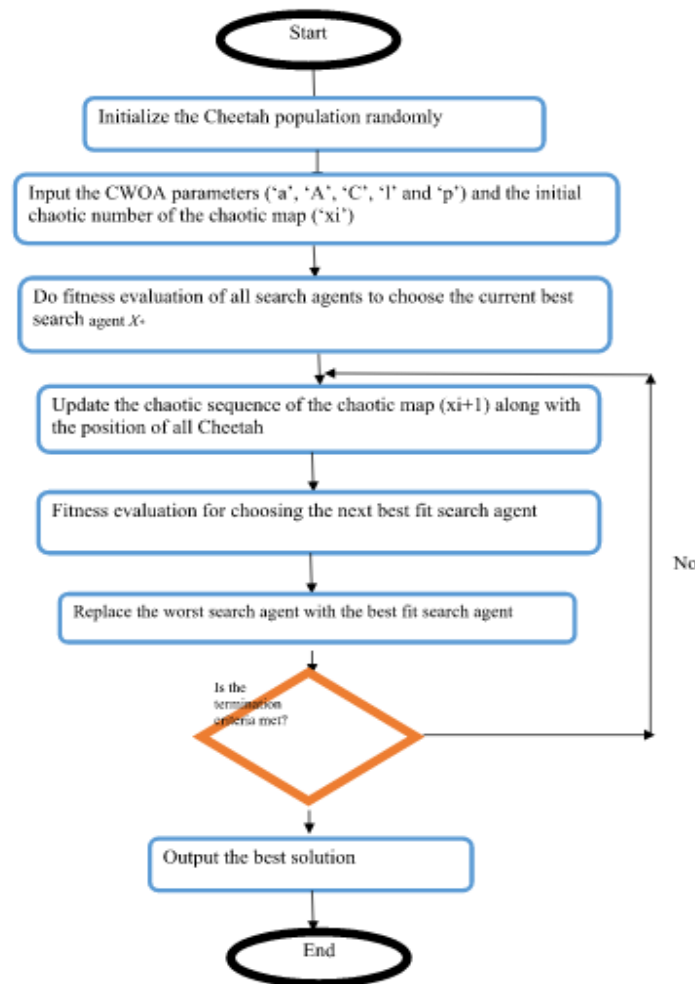 Start
Initialize the Cheetah population randomly
Input the CWOA parameters (‘a’, ‘A’, ‘C’, ‘l’ and ‘p’) and the initial
chaotic number of the chaotic map (‘xi’)
Do fitness evaluation of all search agents to choose the current best
search agent X*
Update the chaotic sequence of the chaotic map (xi+1) along with
the position of all Cheetah
Fitness evaluation for choosing the next best fit search agent
No
Replace the worst search agent with the best fit search agent
Is the
termination
criteria met?
Output the best solution
End